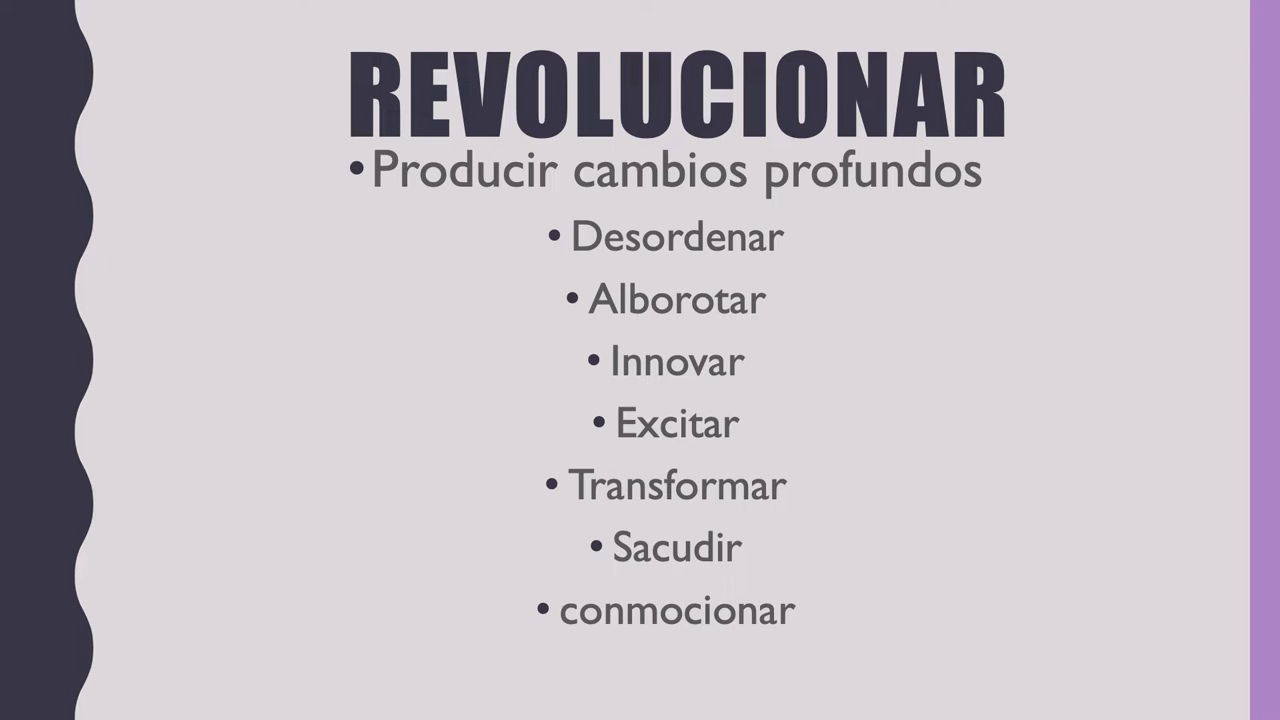 REVOLUCIONAR
•Producir cambios profundos
• Desordenar
• Alborotar
• Innovar
• Excitar
• Transformar
• Sacudir
• conmocionar